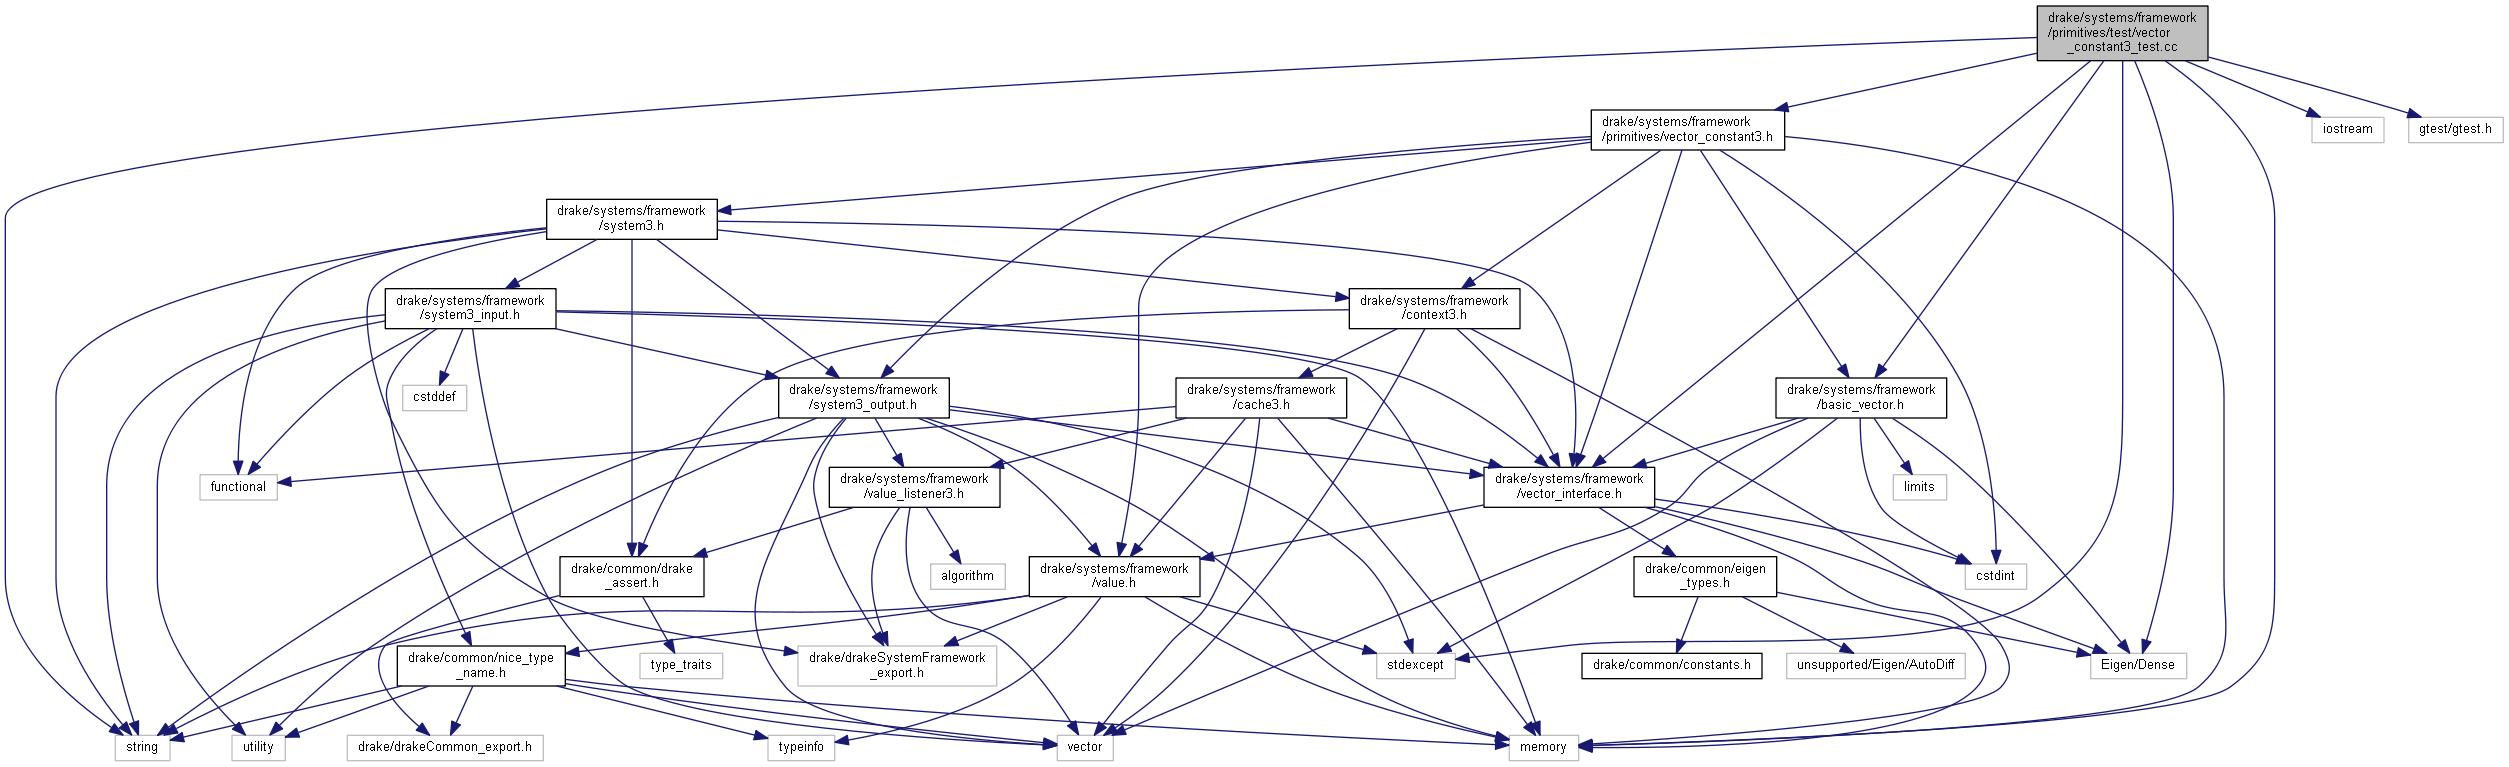 drake/systems/framework
/primitives/test/vector
_constant3_test.cc
drake/systems/framework
/primitives/vector_constant3.h
iostream
gtest/gtest.h
drake/systems/framework
/system3.h
drake/systems/framework
/system3_input.h
drake/systems/framework
/context3.h
cstddef
drake/systems/framework
/system3_output.h
drake/systems/framework
/cache3.h
drake/systems/framework
/basic_vector.h
functional
drake/systems/framework
/value_listener3.h
drake/systems/framework
/vector_interface.h
limits
drake/common/drake
_assert.h
algorithm
drake/systems/framework
/value.h
drake/common/eigen
_types.h
cstdint
drake/common/nice_type
_name.h
type_traits
drake/drakeSystemFramework
_export.h
stdexcept
drake/common/constants.h
unsupported/Eigen/AutoDiff
Eigen/Dense
string
utility
drake/drakeCommon_export.h
typeinfo
vector
memory